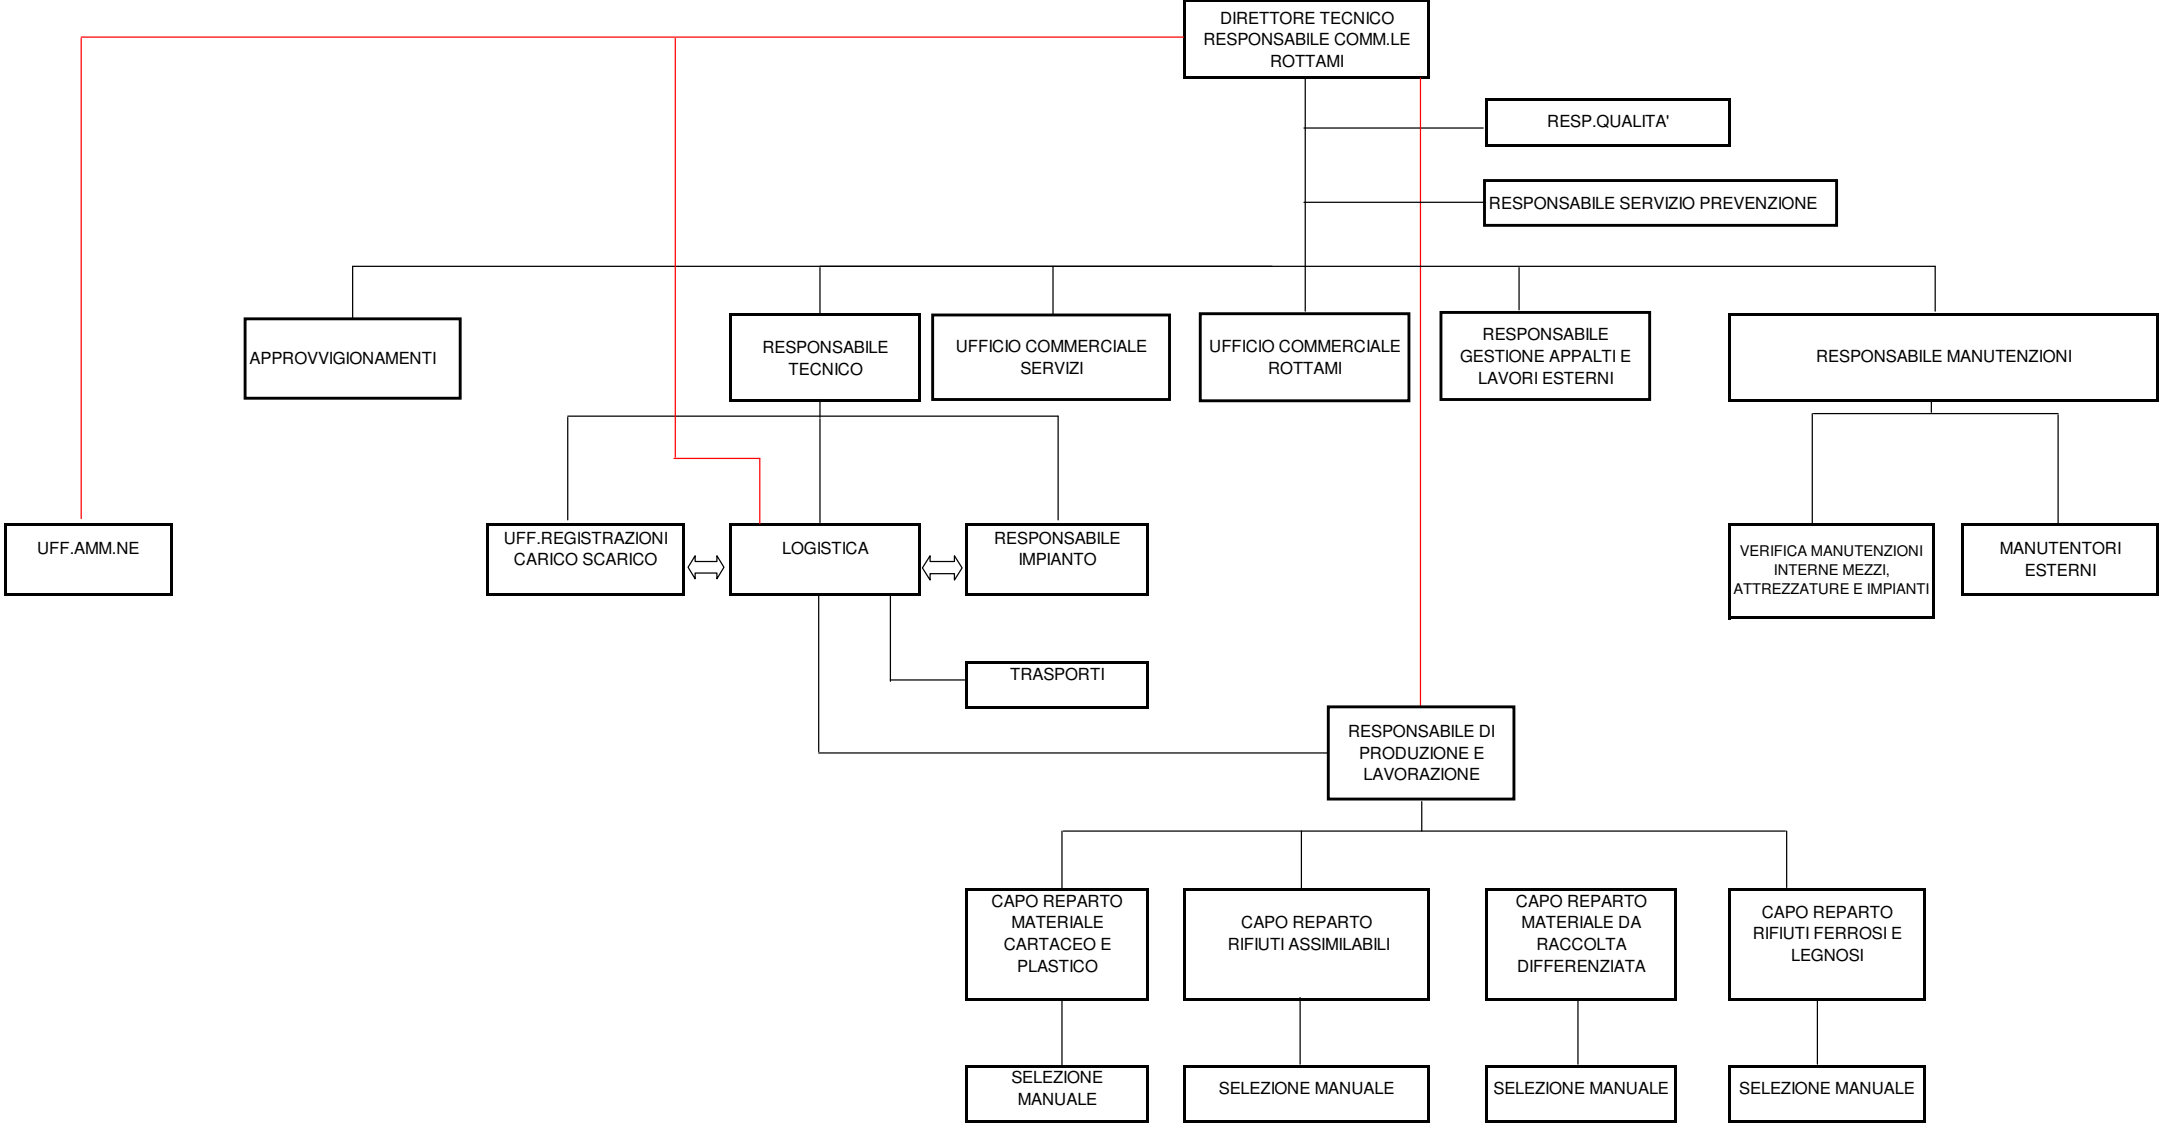 DIRETTORE TECNICO
RESPONSABILE COMM.LE
ROTTAMI
RESP.QUALITA'
RESPONSABILE SERVIZIO PREVENZIONE
APPROVVIGIONAMENTI
RESPONSABILE
TECNICO
UFFICIO COMMERCIALE
SERVIZI
UFFICIO COMMERCIALE
ROTTAMI
RESPONSABILE
GESTIONE APPALTI E
LAVORI ESTERNI
RESPONSABILE MANUTENZIONI
UFF.AMM.NE
UFF.REGISTRAZIONI
CARICO SCARICO
LOGISTICA
RESPONSABILE
IMPIANTO
VERIFICA MANUTENZIONI
INTERNE MEZZI,
ATTREZZATURE E IMPIANTI
MANUTENTORI
ESTERNI
TRASPORTI
RESPONSABILE DI
PRODUZIONE E
LAVORAZIONE
CAPO REPARTO
MATERIALE
CARTACEO E
PLASTICO
CAPO REPARTO
RIFIUTI ASSIMILABILI
CAPO REPARTO
MATERIALE DA
RACCOLTA
DIFFERENZIATA
CAPO REPARTO
RIFIUTI FERROSI E
LEGNOSI
SELEZIONE
MANUALE
SELEZIONE MANUALE
SELEZIONE MANUALE
SELEZIONE MANUALE